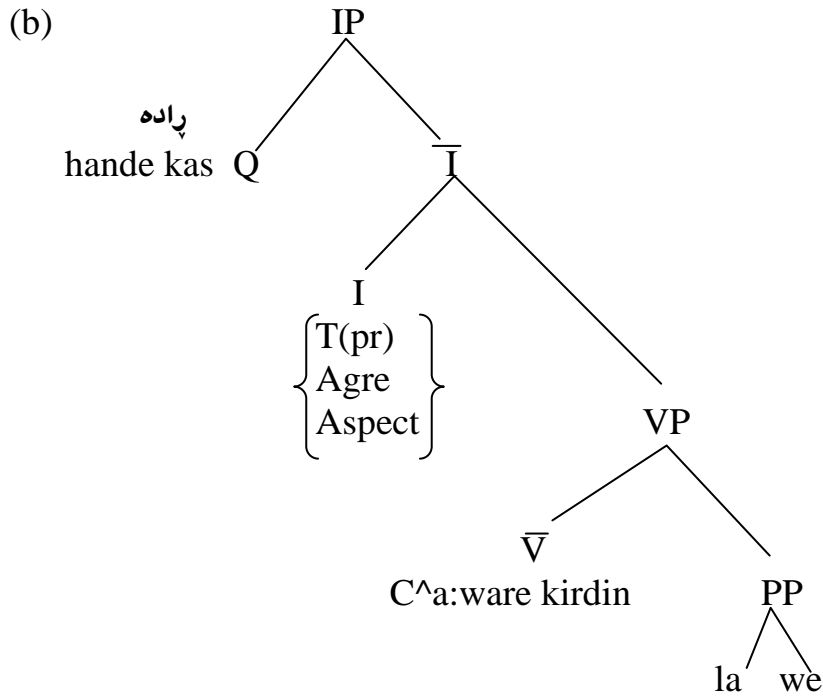 (b)
IP
ڕاده
hande kas Q
I̅
I
T(pr)
Agre
Aspect
VP
V̅
C^a:ware kirdin
PP
la we